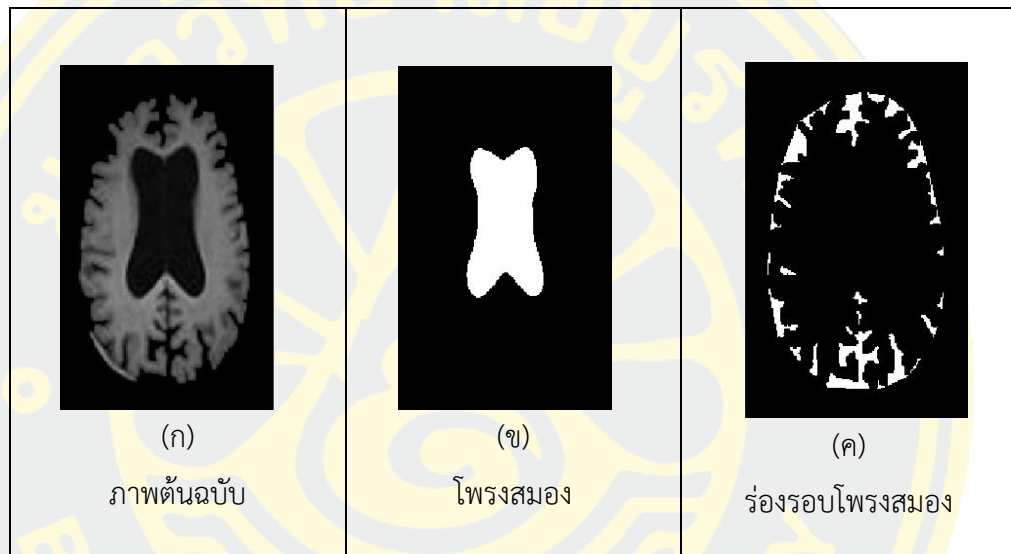 (ก)
ภาพต้นฉบับ
(ข)
โพรงสมอง
(ค)
ร่องรอบโพรงสมอง